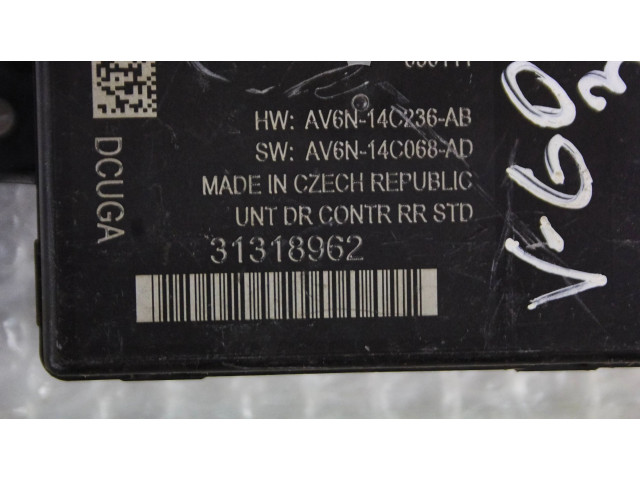 HW: AV6N-14C236-AB
SW: AV6N-14C068-AD
MADE IN CZECH REPUBLIC
UNT DR CONTR RR STD
31318962
DCUGA
V-60